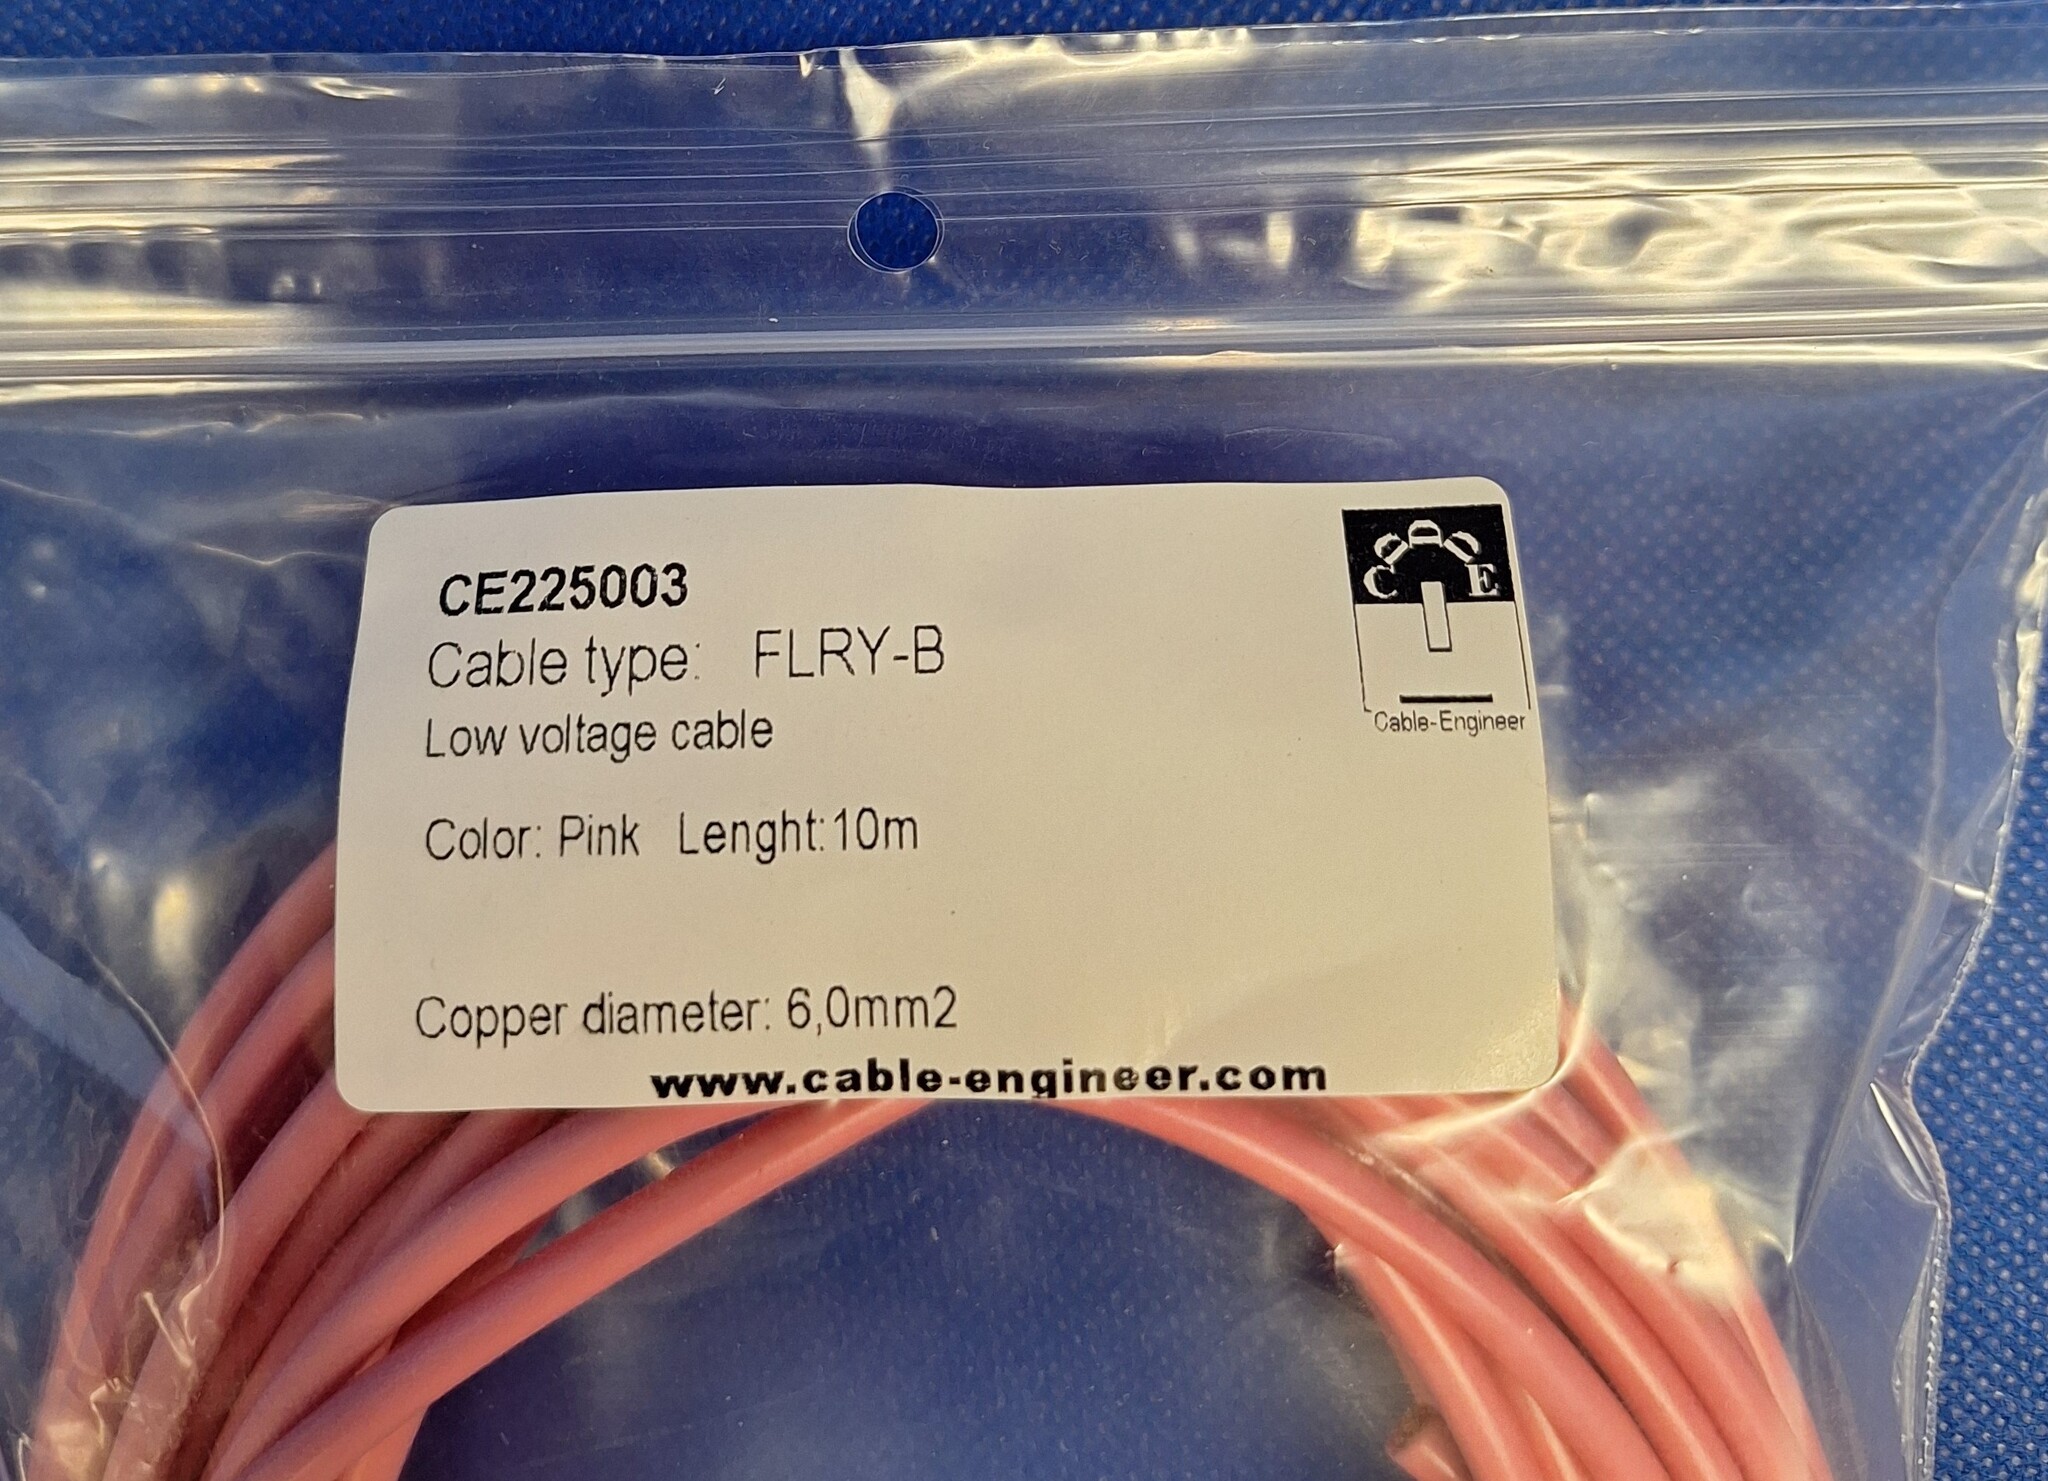 CE225003
Cable type: FLRY-B
Low voltage cable
Color: Pink Lenght:10m
Copper diameter: 6,0mm2
www.cable-engineer.com
C E
Cable-Engineer